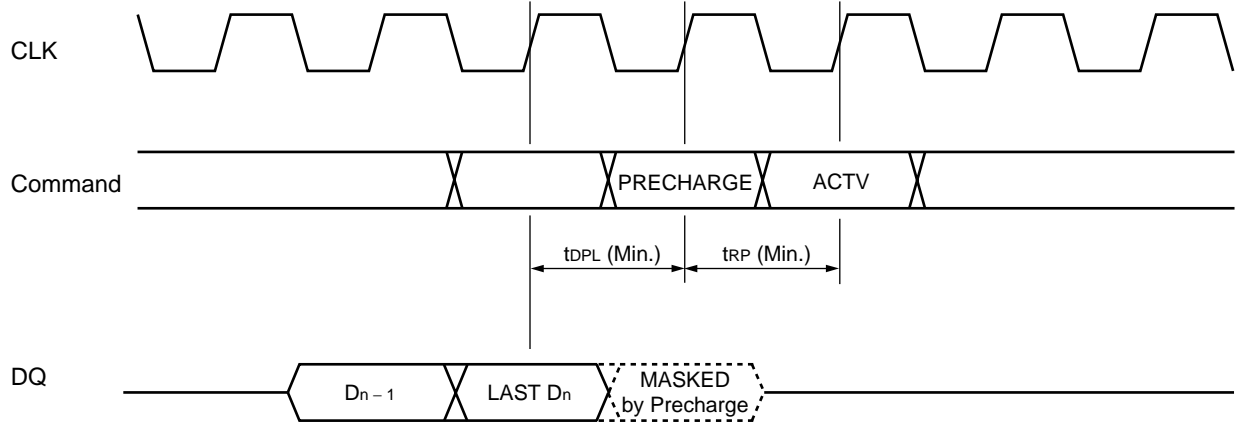 CLK
Command
PRECHARGE
ACTV
tDPL (Min.)
tRP (Min.)
DQ
Dn – 1
LAST Dn
MASKED
by Precharge